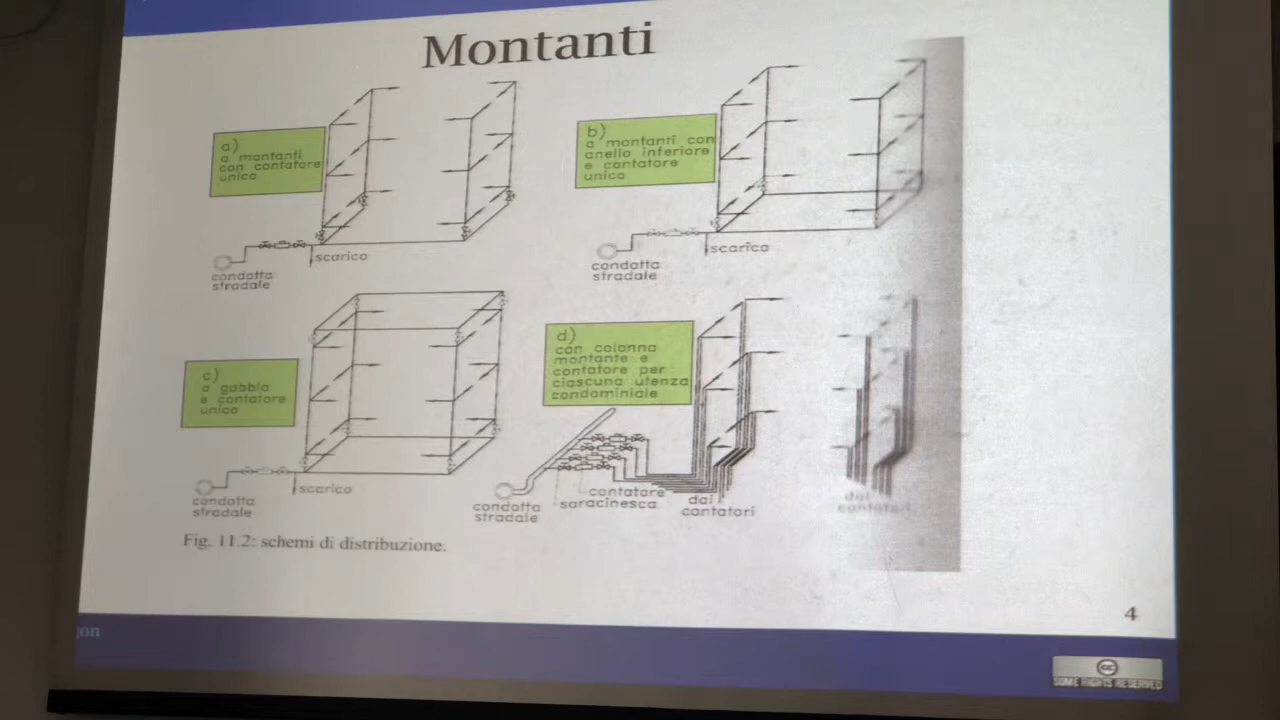 Montanti
a)
a montanti
con contatore
unico
b)
a montanti con
anello inferiore
e contatore
unico
scarico
condotta
stradale
scarico
condotta
stradale
c)
a gabbia
e contatore
unico
d)
con colonna
montante e
contatore per
ciascuna utenza
condominiale
scarico
condotta
stradale
contatore
saracinesca
condotta
stradale
dai
contatori
dai
contatori
Fig. 11.2: schemi di distribuzione.
4
gon
cc
SOME RIGHTS RESERVED